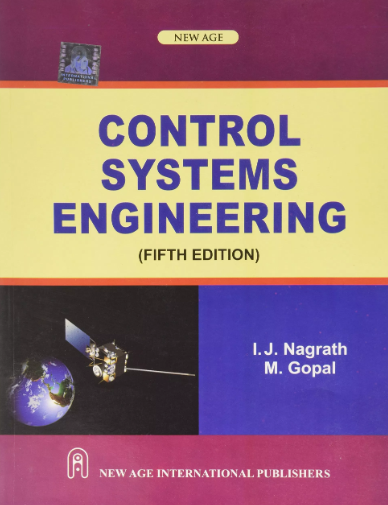 NEW AGE
CONTROL
SYSTEMS
ENGINEERING
(FIFTH EDITION)
I.J. Nagrath
M. Gopal
NEW AGE INTERNATIONAL PUBLISHERS